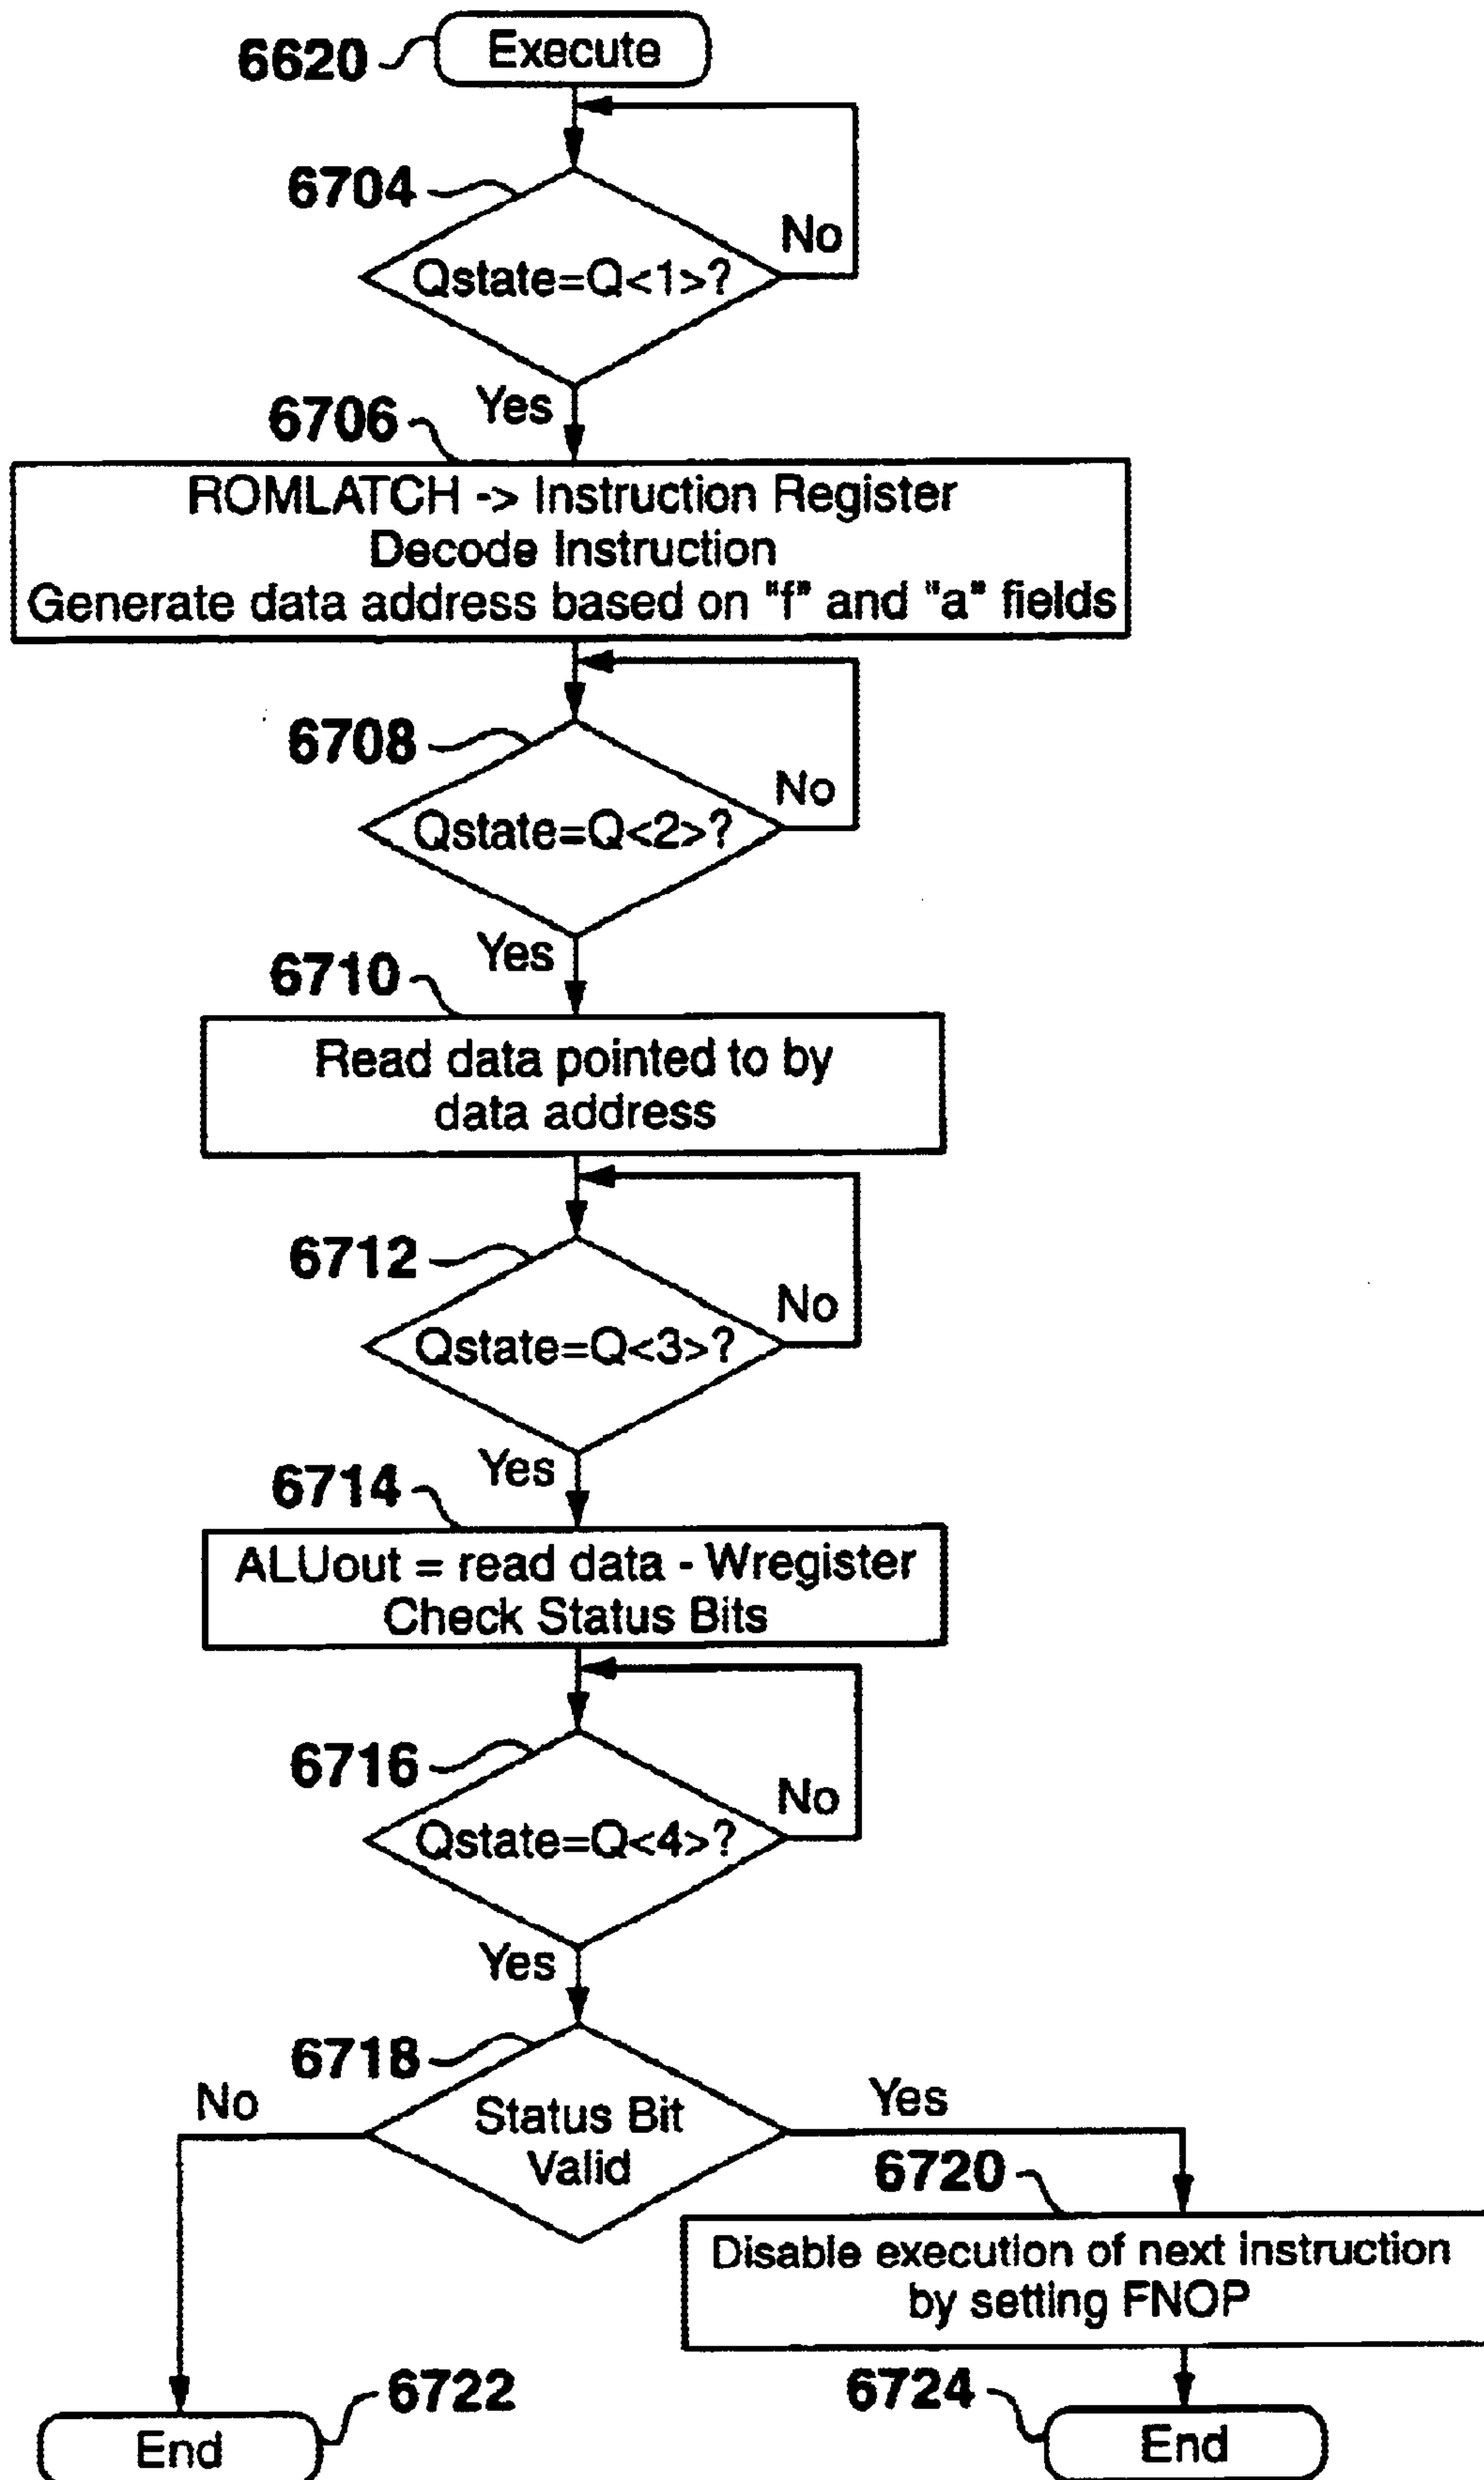 6620
Execute
6704
No
Qstate=Q<1>?
Yes
6706
ROMLATCH -> Instruction Register
Decode Instruction
Generate data address based on "f" and "a" fields
6708
No
Qstate=Q<2>?
Yes
6710
Read data pointed to by
data address
6712
No
Qstate=Q<3>?
Yes
6714
ALUout = read data - Wregister
Check Status Bits
6716
No
Qstate=Q<4>?
Yes
6718
No
Status Bit
Valid
Yes
6720
Disable execution of next instruction
by setting FNOP
6722
End
6724
End